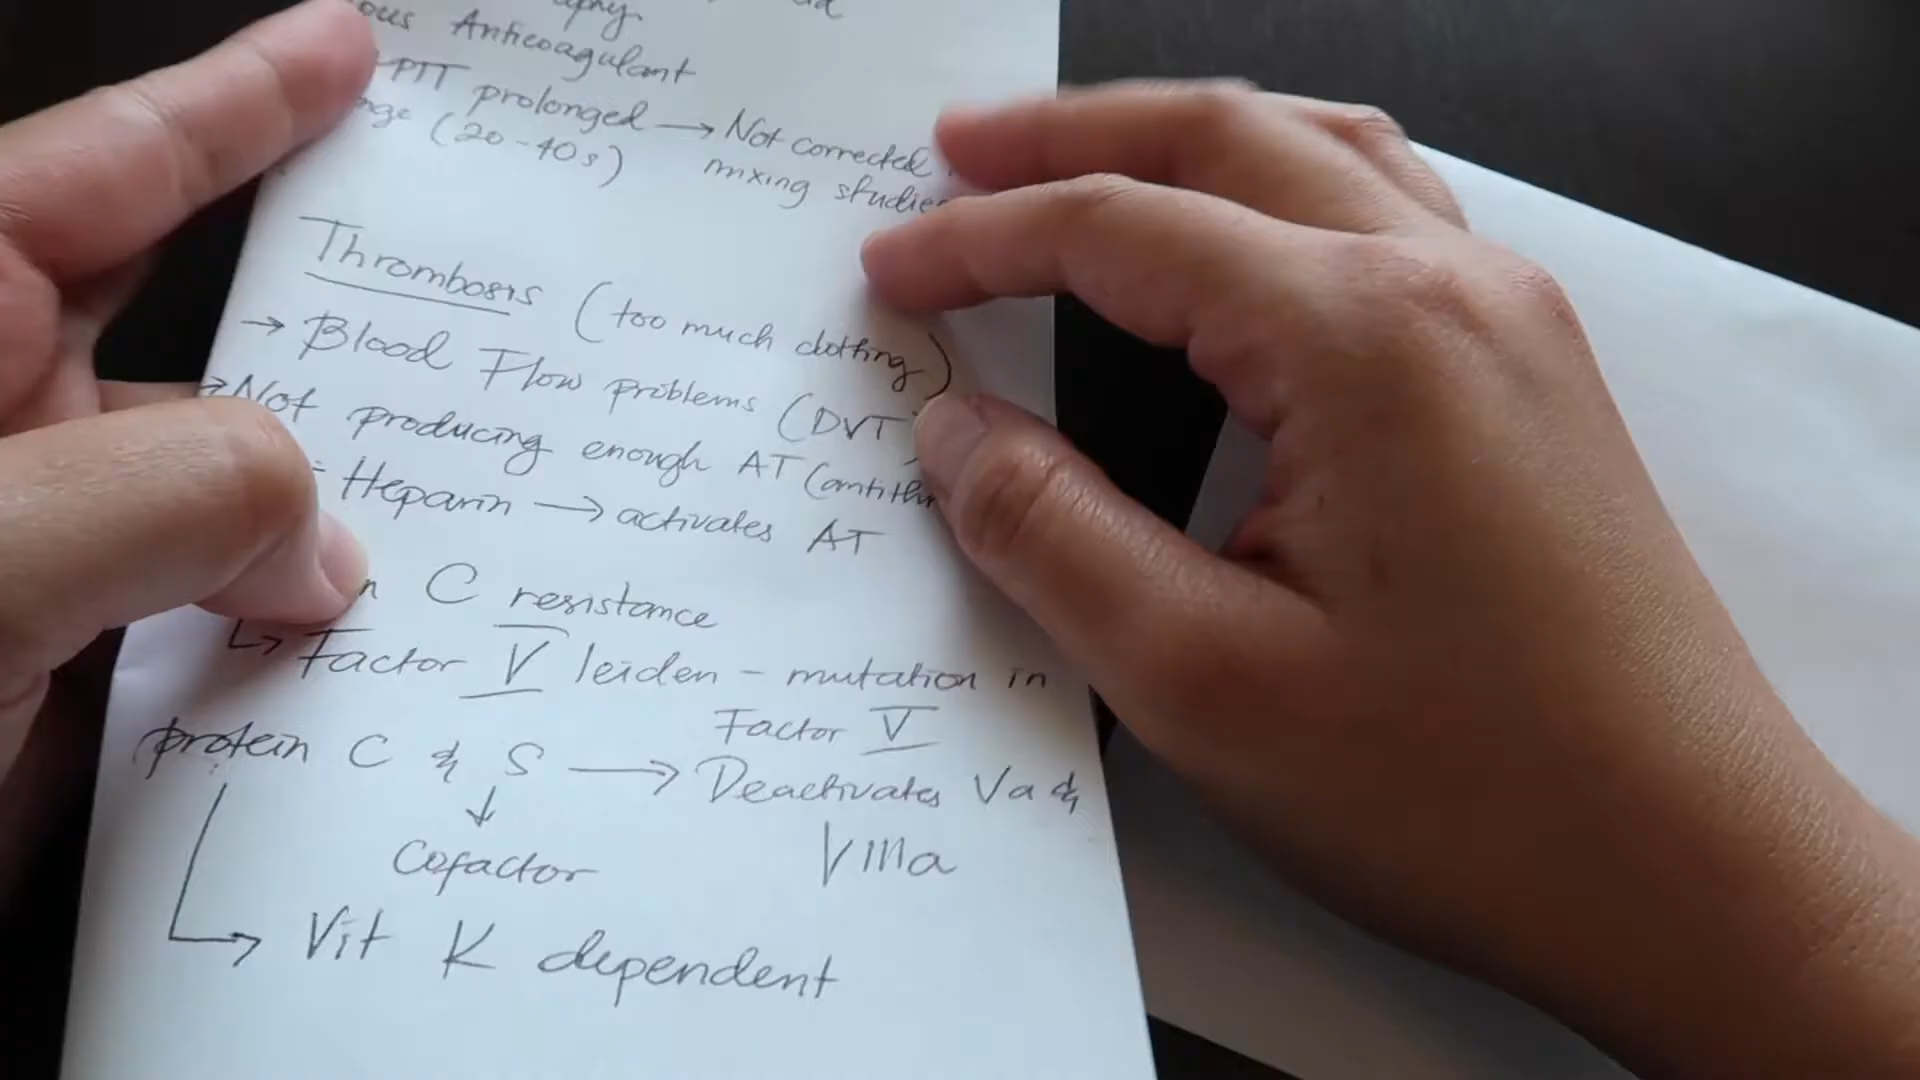 Anticoagulant
PTT prolonged → Not corrected
(20-40s) mixing studies
Thrombosis (too much clotting)
→ Blood Flow problems (DVT
→ Not producing enough AT (antithr
- Heparin → activates AT
C resistance
↳ Factor V leiden - mutation in
Factor V
protein C & S → Deactivates Va &
VIIIa
↓
Cofactor
↳ Vit K dependent